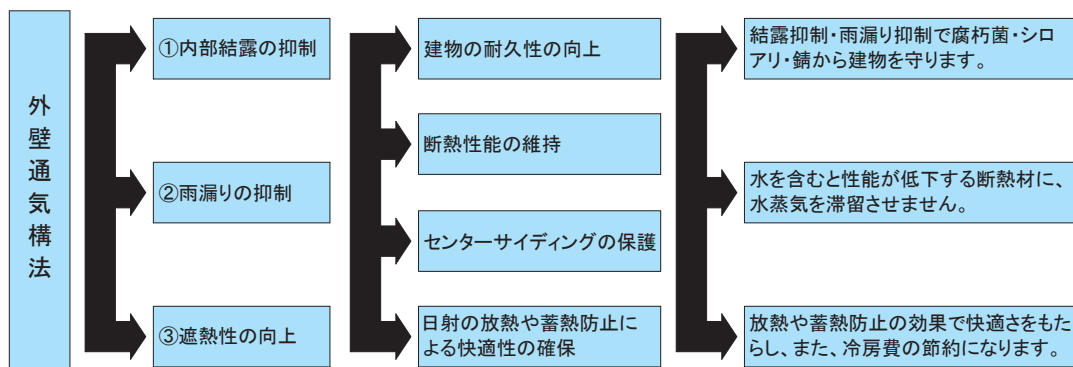 外壁通気構法
①内部結露の抑制
②雨漏りの抑制
③遮熱性の向上
建物の耐久性の向上
断熱性能の維持
センターサイディングの保護
日射の放熱や蓄熱防止に
よる快適性の確保
結露抑制・雨漏り抑制で腐朽菌・シロ
アリ・錆から建物を守ります。
水を含むと性能が低下する断熱材に、
水蒸気を滞留させません。
放熱や蓄熱防止の効果で快適さをもた
らし、また、冷房費の節約になります。